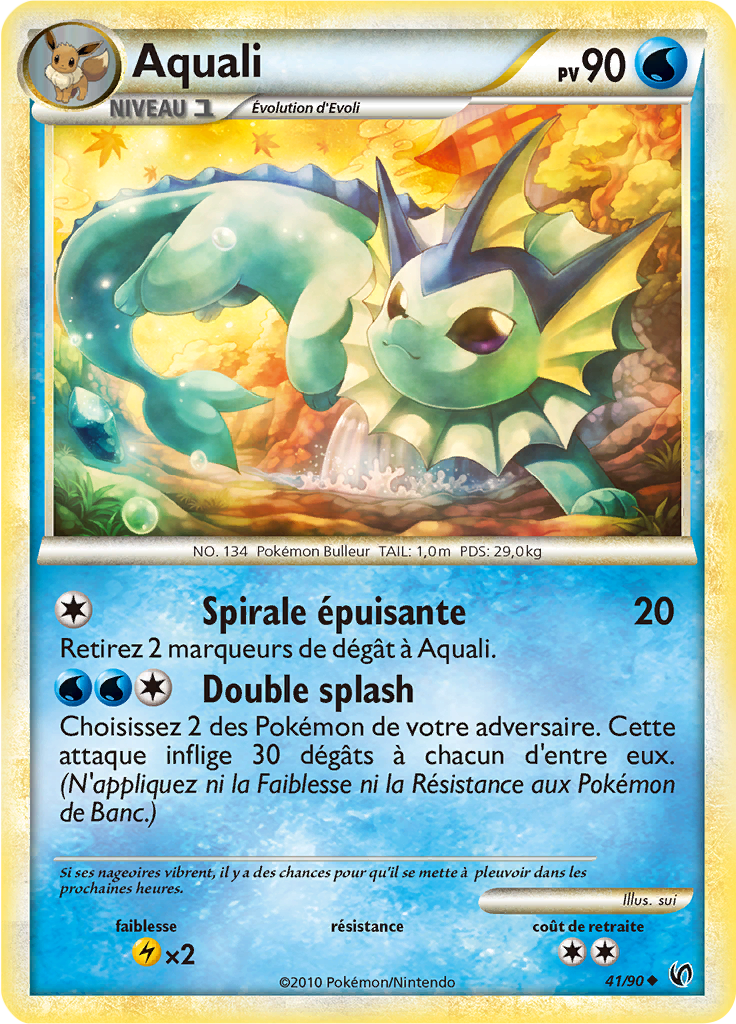 Aquali
PV 90
NIVEAU 1
Évolution d'Evoli
NO. 134 Pokémon Bulleur TAIL: 1,0m PDS: 29,0kg
Spirale épuisante 20
Retirez 2 marqueurs de dégât à Aquali.
Double splash
Choisissez 2 des Pokémon de votre adversaire. Cette
attaque inflige 30 dégâts à chacun d'entre eux.
(N'appliquez ni la Faiblesse ni la Résistance aux Pokémon
de Banc.)
Si ses nageoires vibrent, il y a des chances pour qu'il se mette à pleuvoir dans les
prochaines heures.
Illus. sui
faiblesse résistance coût de retraite
×2
©2010 Pokémon/Nintendo
41/90